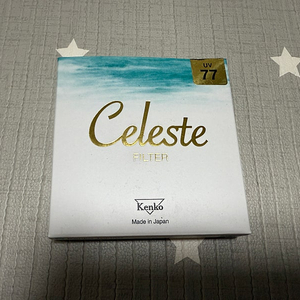 UV
77
Celeste
FILTER
Kenko
Made in Japan